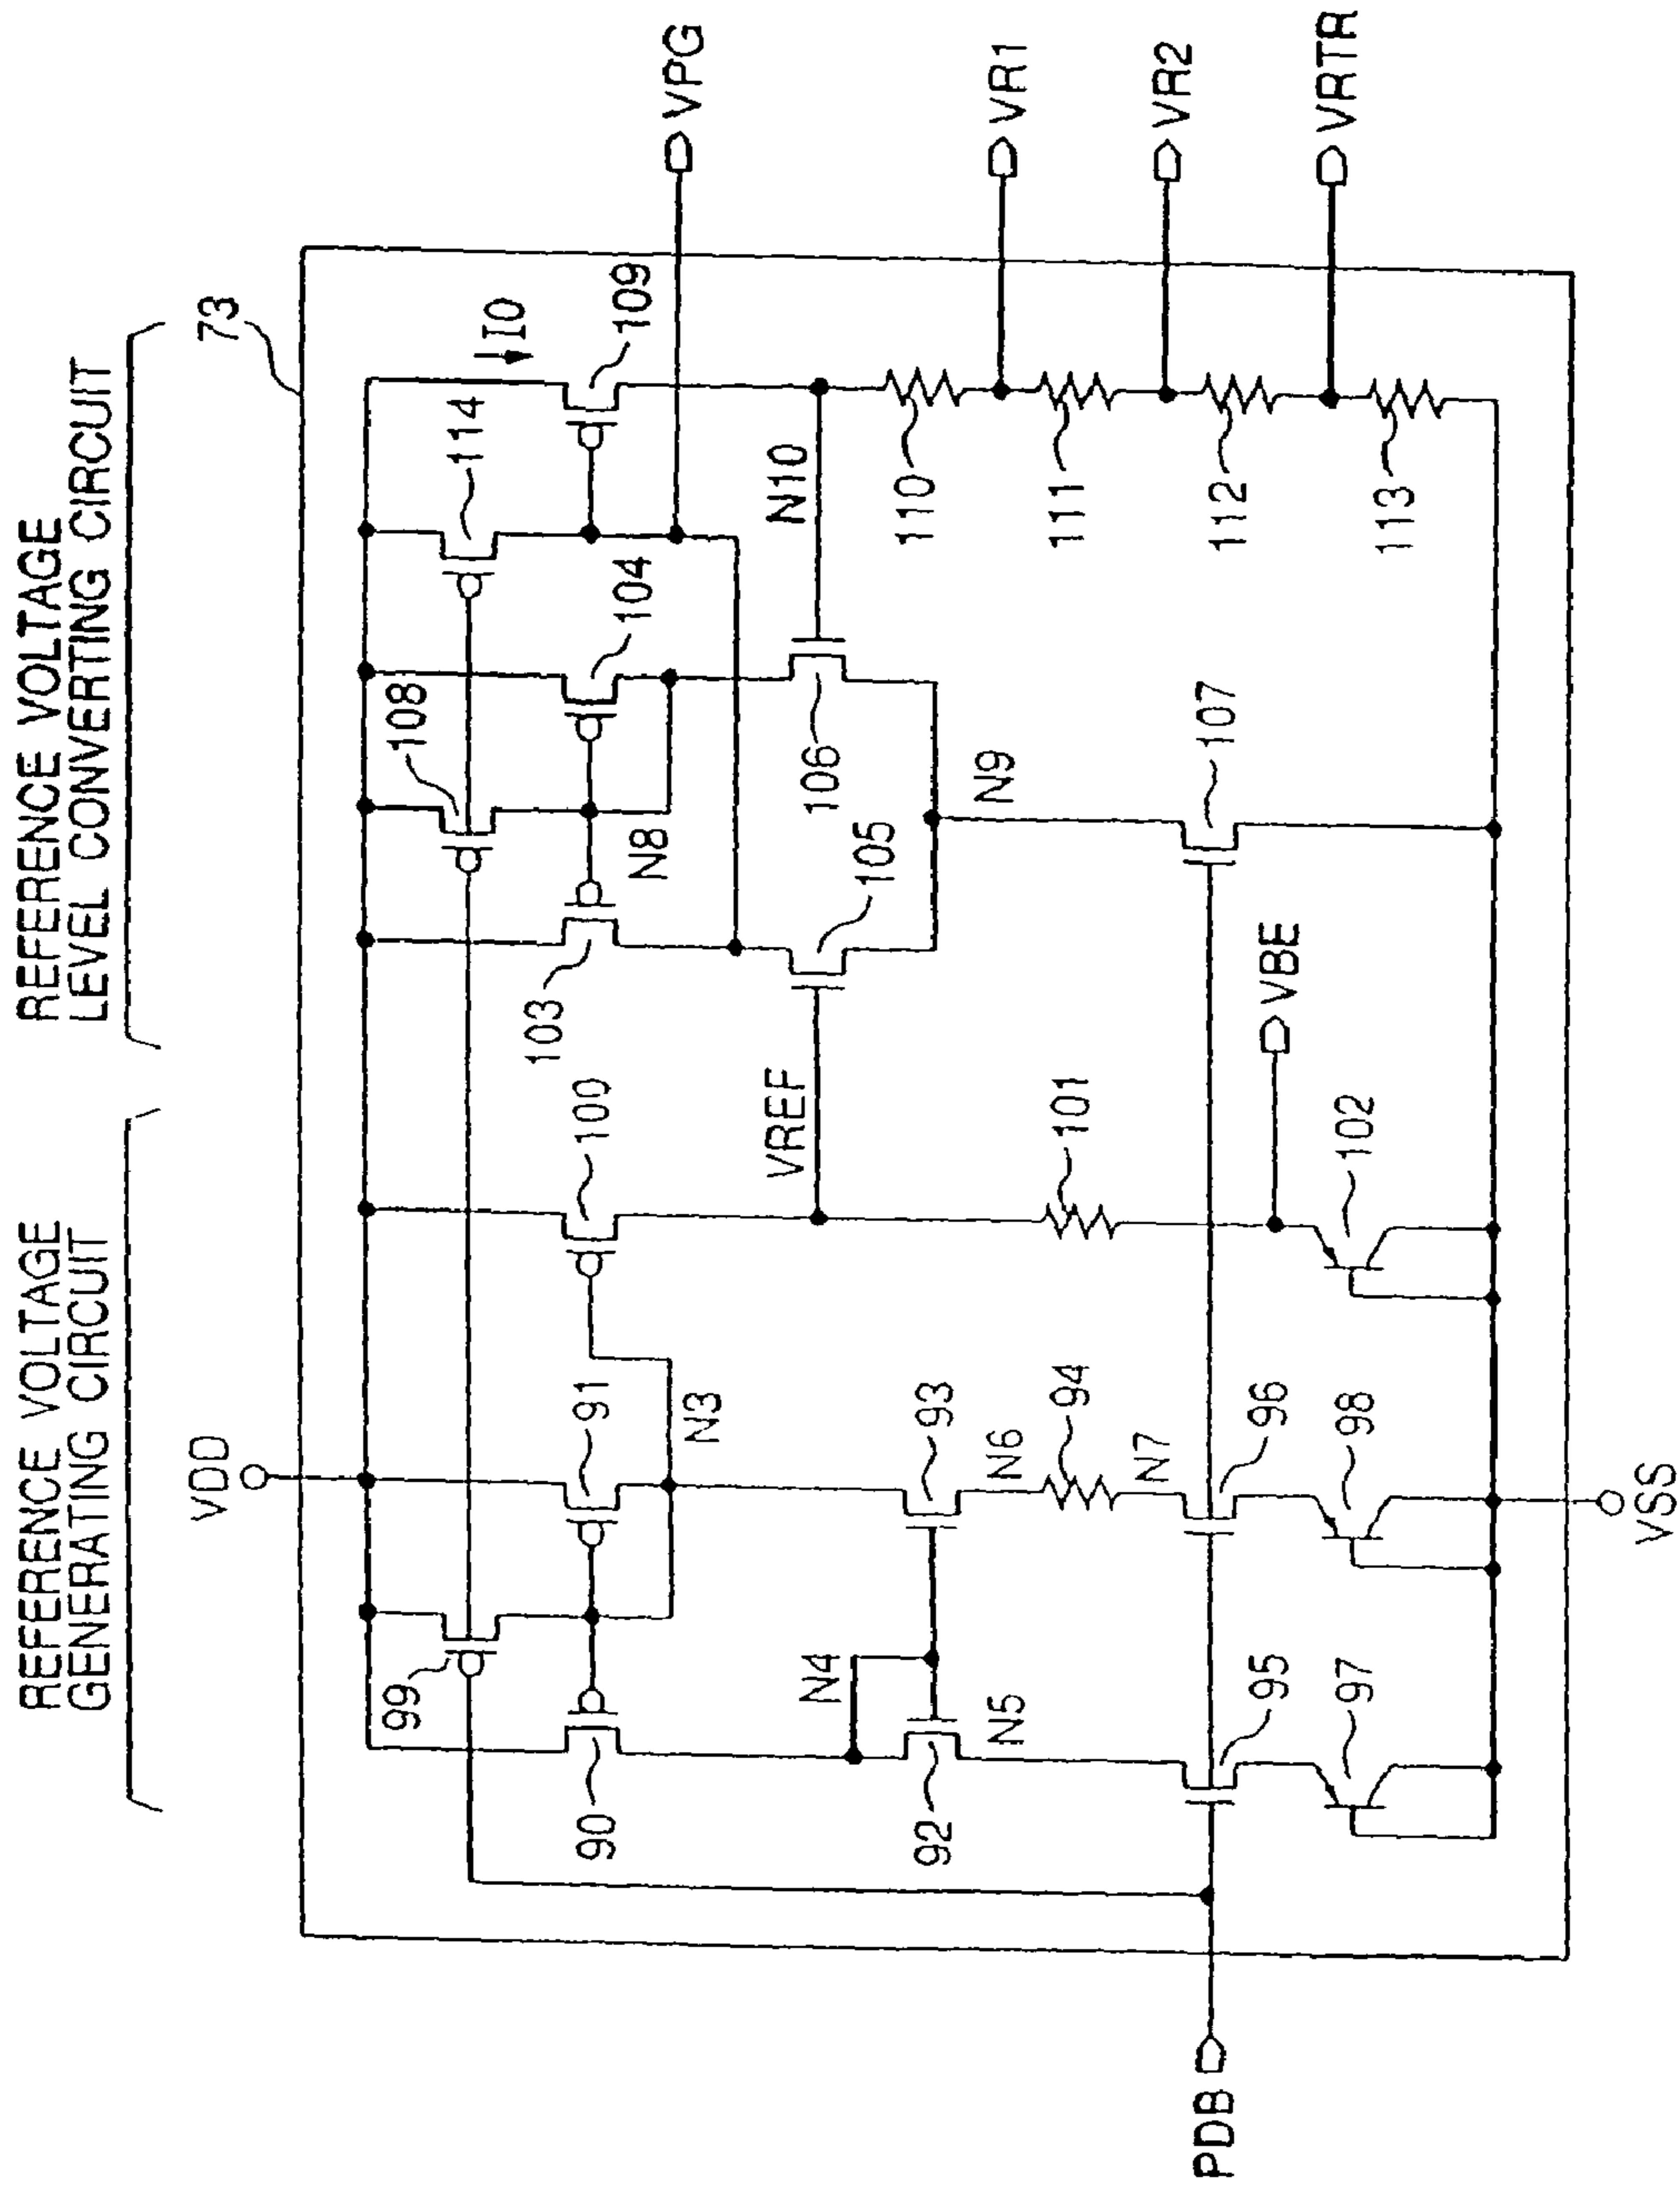 REFERENCE VOLTAGE
GENERATING CIRCUIT
REFERENCE VOLTAGE
LEVEL CONVERTING CIRCUIT
73
VDD
99
108
114
I0
90
91
100
103
104
109
VPG
N3
N8
N4
VREF
N10
92
93
105
106
110
N5
N6
N9
VR1
94
101
111
N7
VR2
PDB
95
96
107
112
VBE
97
98
102
113
VRTR
VSS